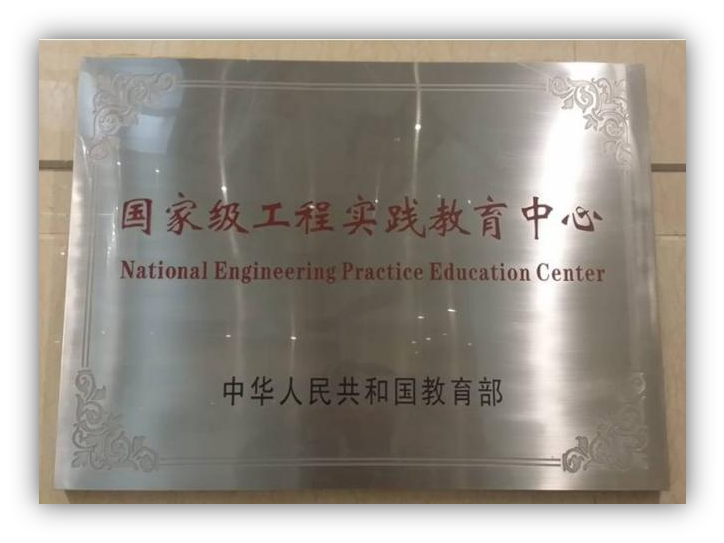 国家级工程实践教育中心
National Engineering Practice Education Center
中华人民共和国教育部